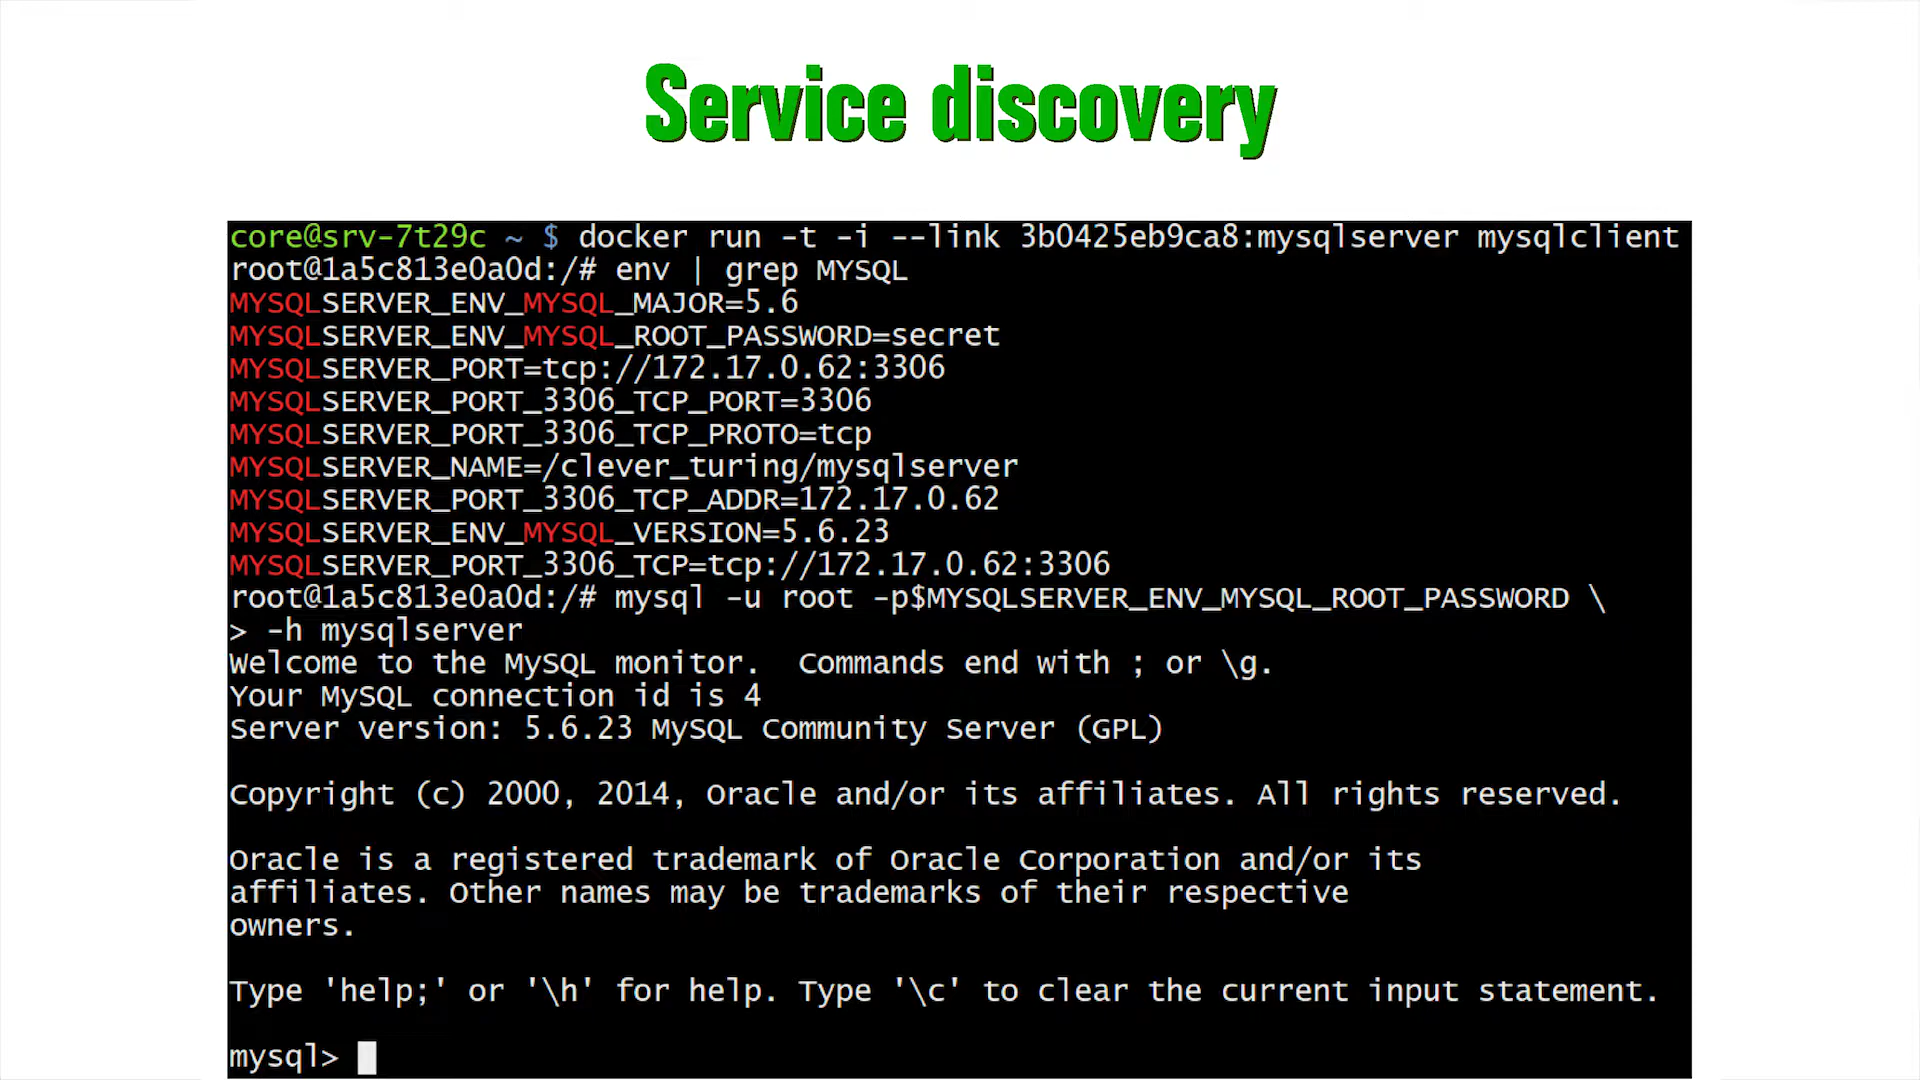 Service discovery
core@srv-7t29c ~ $ docker run -t -i --link 3b0425eb9ca8:mysqlserver mysqlclient
root@1a5c813e0a0d:/# env | grep MYSQL
MYSQLSERVER_ENV_MYSQL_MAJOR=5.6
MYSQLSERVER_ENV_MYSQL_ROOT_PASSWORD=secret
MYSQLSERVER_PORT=tcp://172.17.0.62:3306
MYSQLSERVER_PORT_3306_TCP_PORT=3306
MYSQLSERVER_PORT_3306_TCP_PROTO=tcp
MYSQLSERVER_NAME=/clever_turing/mysqlserver
MYSQLSERVER_PORT_3306_TCP_ADDR=172.17.0.62
MYSQLSERVER_ENV_MYSQL_VERSION=5.6.23
MYSQLSERVER_PORT_3306_TCP=tcp://172.17.0.62:3306
root@1a5c813e0a0d:/# mysql -u root -p$MYSQLSERVER_ENV_MYSQL_ROOT_PASSWORD \
> -h mysqlserver
Welcome to the MySQL monitor.  Commands end with ; or \g.
Your MySQL connection id is 4
Server version: 5.6.23 MySQL Community Server (GPL)
Copyright (c) 2000, 2014, Oracle and/or its affiliates. All rights reserved.
Oracle is a registered trademark of Oracle Corporation and/or its
affiliates. Other names may be trademarks of their respective
owners.
Type 'help;' or '\h' for help. Type '\c' to clear the current input statement.
mysql>